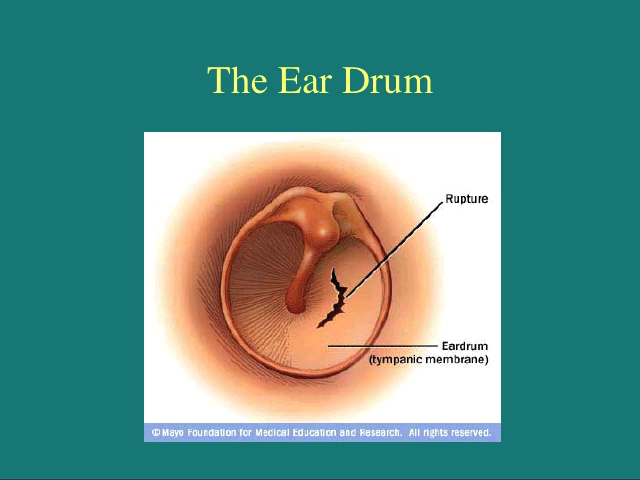 The Ear Drum
Rupture
Eardrum
(tympanic membrane)
© Mayo Foundation for Medical Education and Research. All rights reserved.